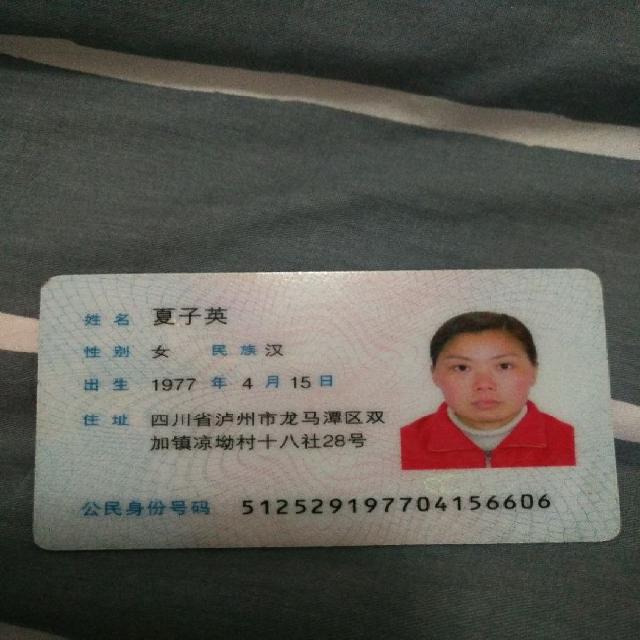 姓名 夏子英
性别 女 民族 汉
出生 1977 年 4 月 15 日
住址 四川省泸州市龙马潭区双
加镇凉坳村十八社28号
公民身份号码 512529197704156606